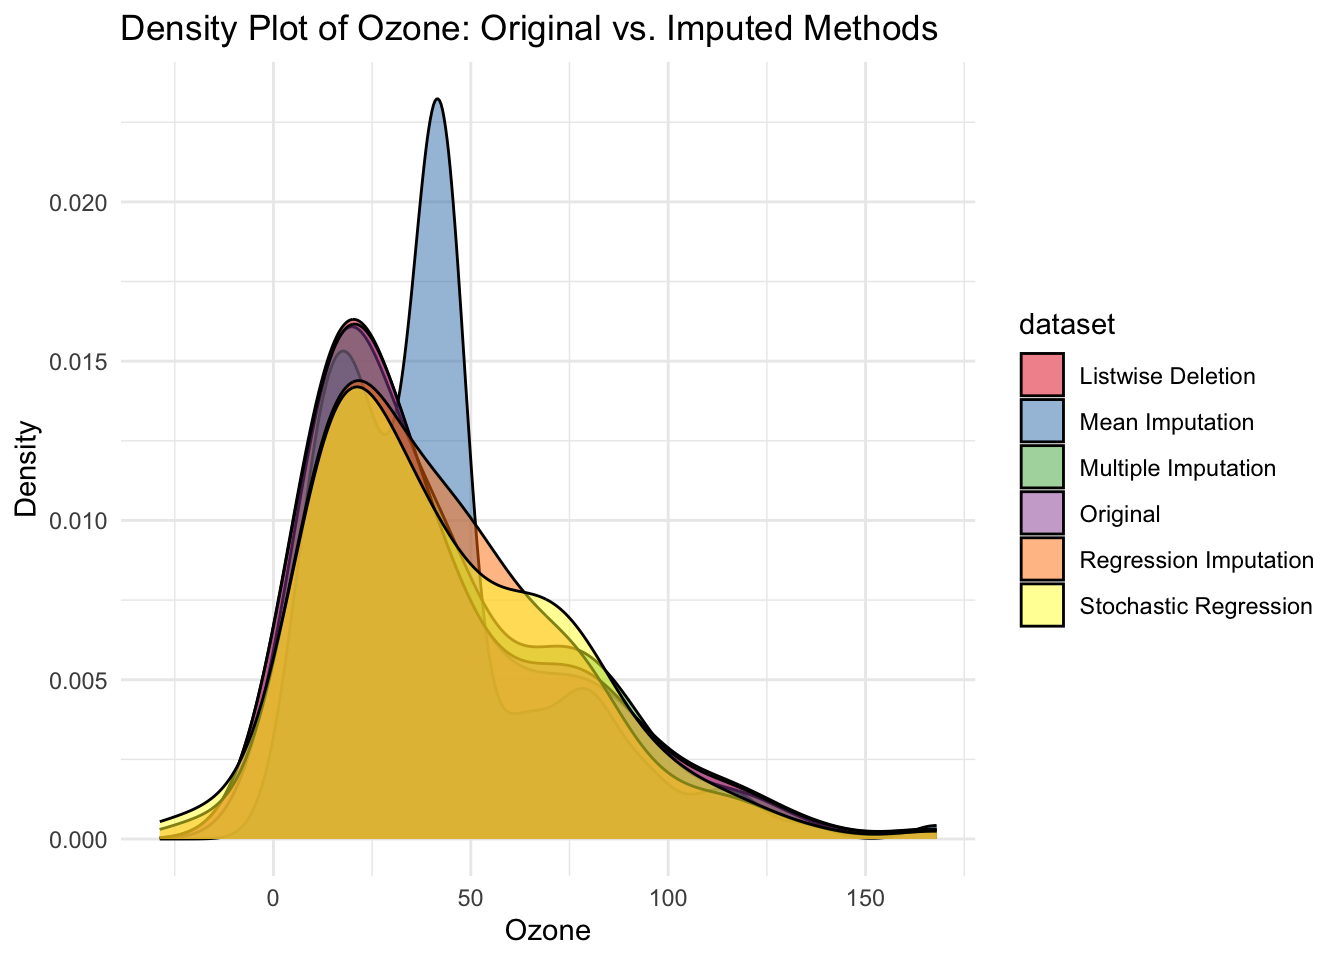 Density Plot of Ozone: Original vs. Imputed Methods
0.020
0.015
0.010
0.005
0.000
Density
0 50 100 150
Ozone
dataset
Listwise Deletion
Mean Imputation
Multiple Imputation
Original
Regression Imputation
Stochastic Regression